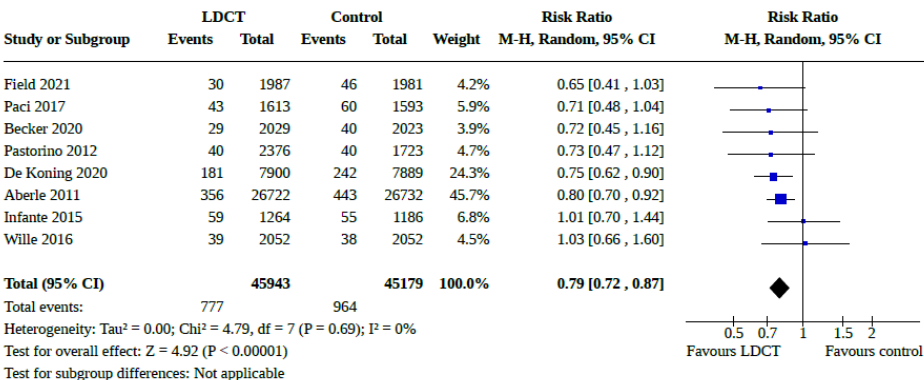 LDCT Control Risk Ratio Risk Ratio
Study or Subgroup Events Total Events Total Weight M-H, Random, 95% CI M-H, Random, 95% CI
Field 2021 30 1987 46 1981 4.2% 0.65 [0.41 , 1.03]
Paci 2017 43 1613 60 1593 5.9% 0.71 [0.48 , 1.04]
Becker 2020 29 2029 40 2023 3.9% 0.72 [0.45 , 1.16]
Pastorino 2012 40 2376 40 1723 4.7% 0.73 [0.47 , 1.12]
De Koning 2020 181 7900 242 7889 24.3% 0.75 [0.62 , 0.90]
Aberle 2011 356 26722 443 26732 45.7% 0.80 [0.70 , 0.92]
Infante 2015 59 1264 55 1186 6.8% 1.01 [0.70 , 1.44]
Wille 2016 39 2052 38 2052 4.5% 1.03 [0.66 , 1.60]
Total (95% CI) 45943 45179 100.0% 0.79 [0.72 , 0.87]
Total events: 777 964
Heterogeneity: Tau² = 0.00; Chi² = 4.79, df = 7 (P = 0.69); I² = 0%
0.5 0.7 1 1.5 2
Test for overall effect: Z = 4.92 (P < 0.00001) Favours LDCT Favours control
Test for subgroup differences: Not applicable